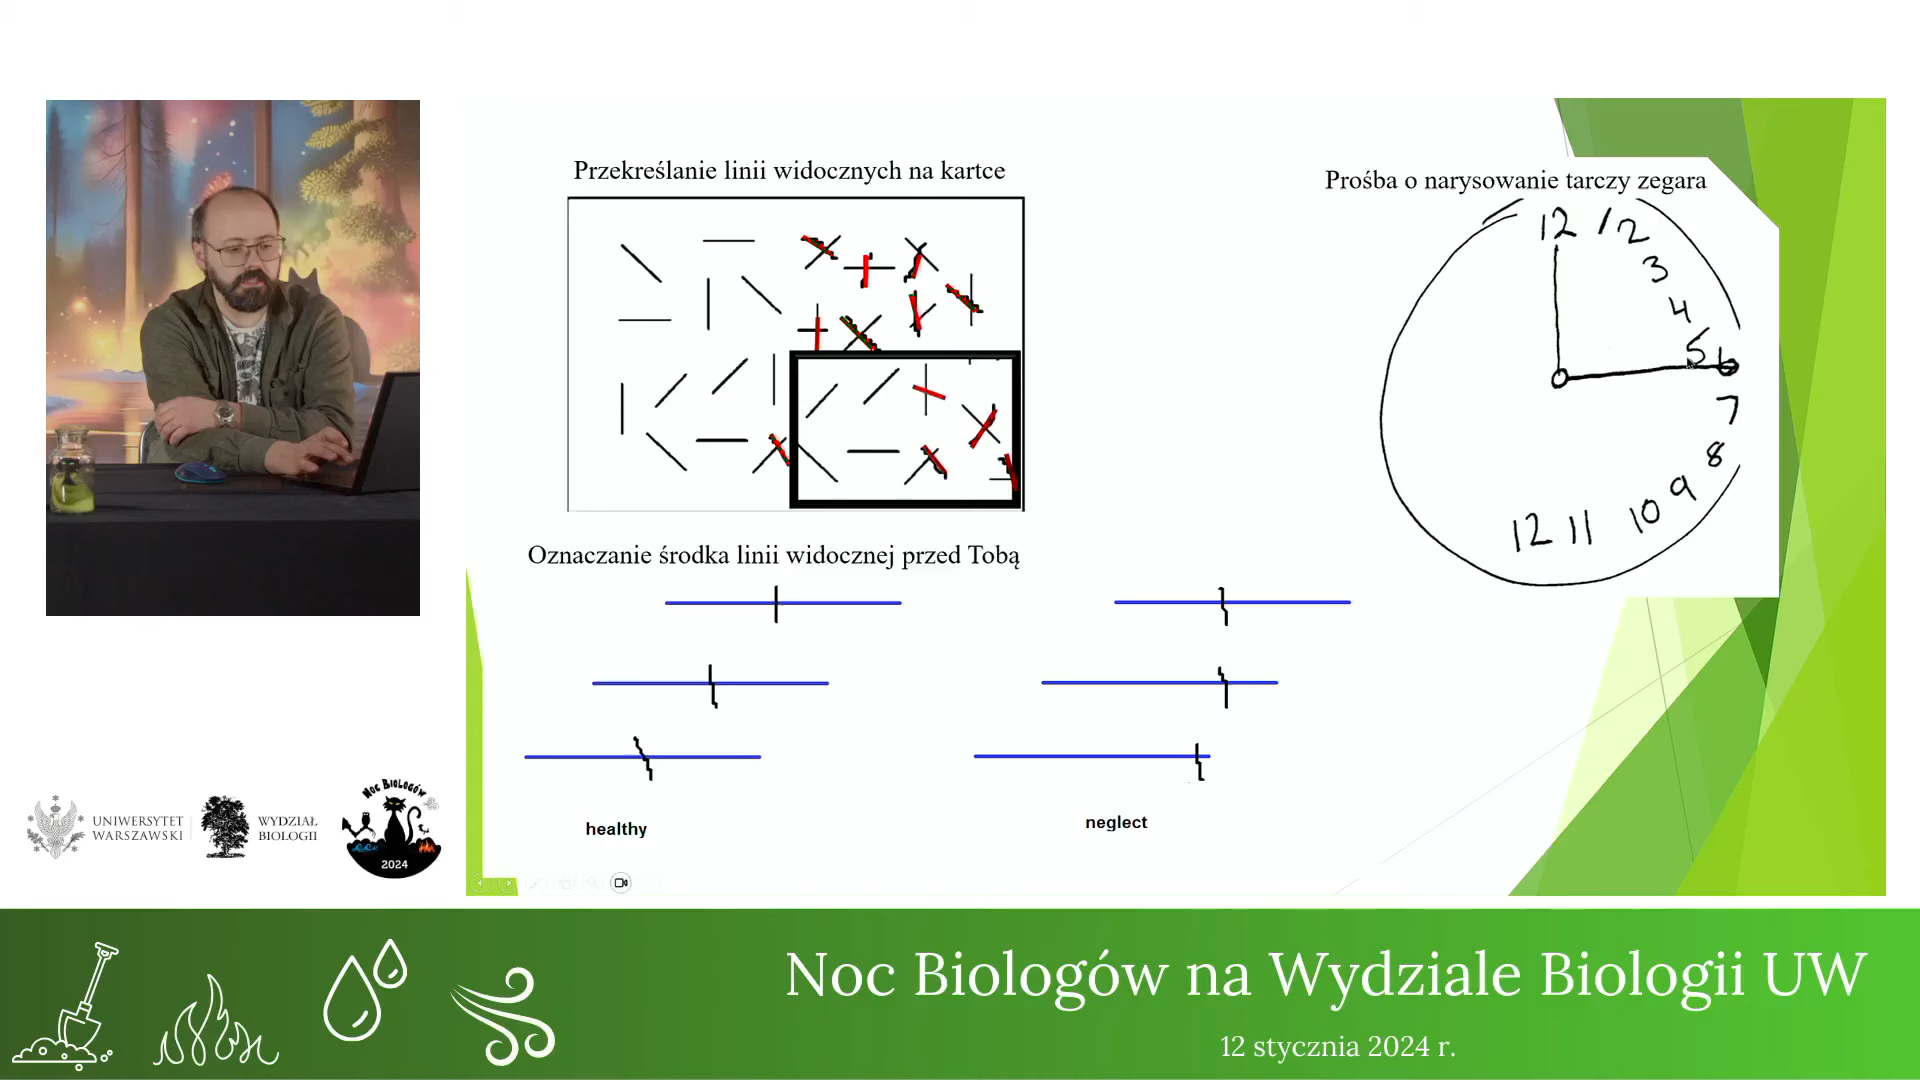 Przekreślanie linii widocznych na kartce
Prośba o narysowanie tarczy zegara
12 12
3
4
5 6
7
8
9
10
12 11
Oznaczanie środka linii widocznej przed Tobą
healthy
neglect
UNIWERSYTET
WARSZAWSKI
WYDZIAŁ
BIOLOGII
NOC BIOLOGÓW
2024
Noc Biologów na Wydziale Biologii UW
12 stycznia 2024 r.